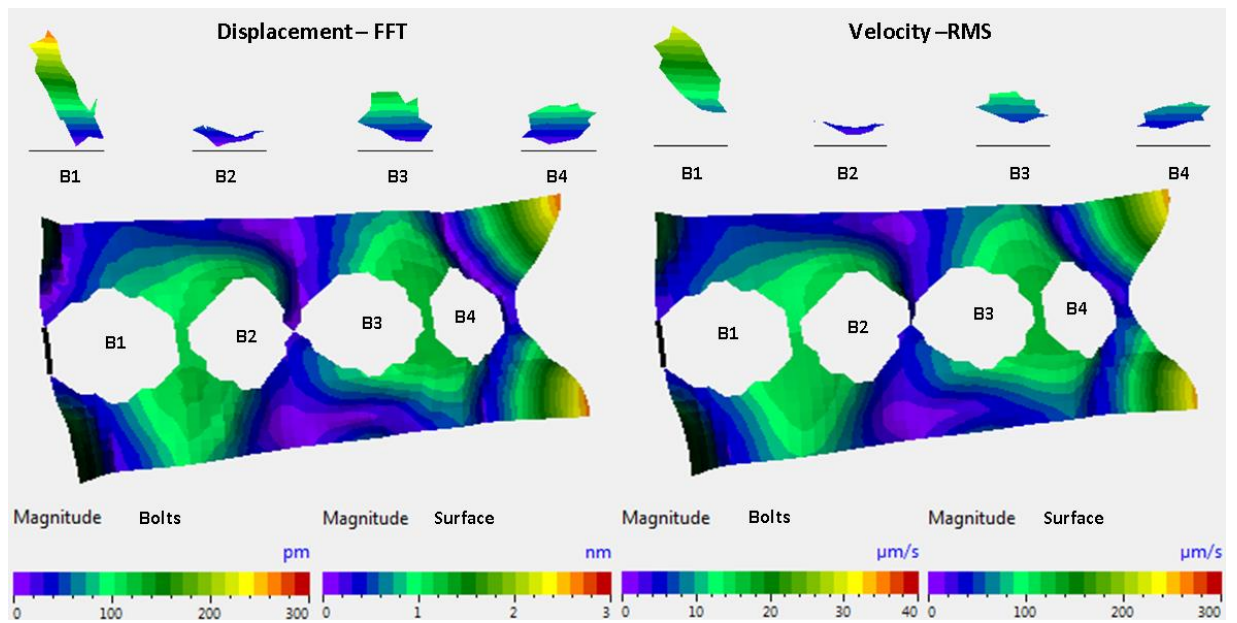 Displacement – FFT
Velocity –RMS
B1 B2 B3 B4
B1 B2 B3 B4
B1 B2 B3 B4
B1 B2 B3 B4
Magnitude Bolts
pm
0 100 200 300
Magnitude Surface
nm
0 1 2 3
Magnitude Bolts
µm/s
0 10 20 30 40
Magnitude Surface
µm/s
0 100 200 300